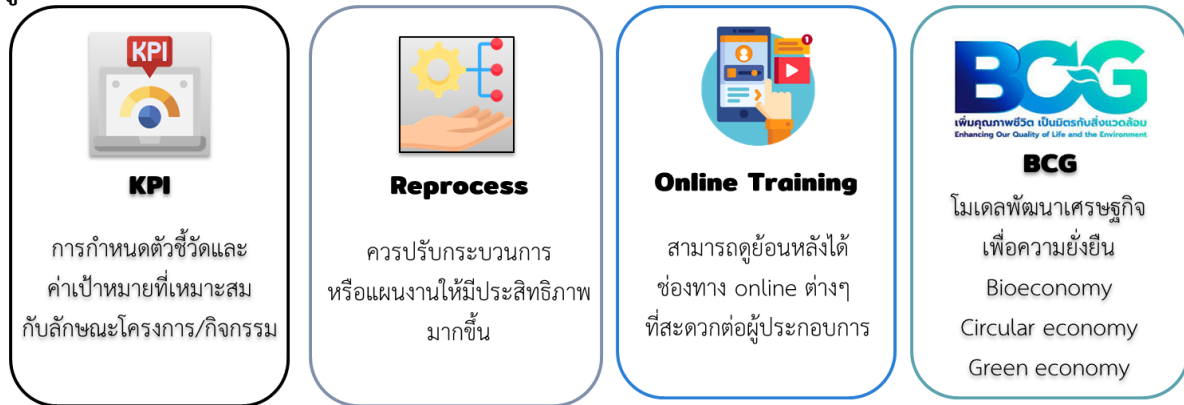 KPI
KPI
การกำหนดตัวชี้วัดและ
ค่าเป้าหมายที่เหมาะสม
กับลักษณะโครงการ/กิจกรรม
Reprocess
ควรปรับกระบวนการ
หรือแผนงานให้มีประสิทธิภาพ
มากขึ้น
1
Online Training
สามารถดูย้อนหลังได้
ช่องทาง online ต่างๆ
ที่สะดวกต่อผู้ประกอบการ
BCG
เพิ่มคุณภาพชีวิต เป็นมิตรกับสิ่งแวดล้อม
Enhancing Our Quality of Life and the Environment
BCG
โมเดลพัฒนาเศรษฐกิจ
เพื่อความยั่งยืน
Bioeconomy
Circular economy
Green economy